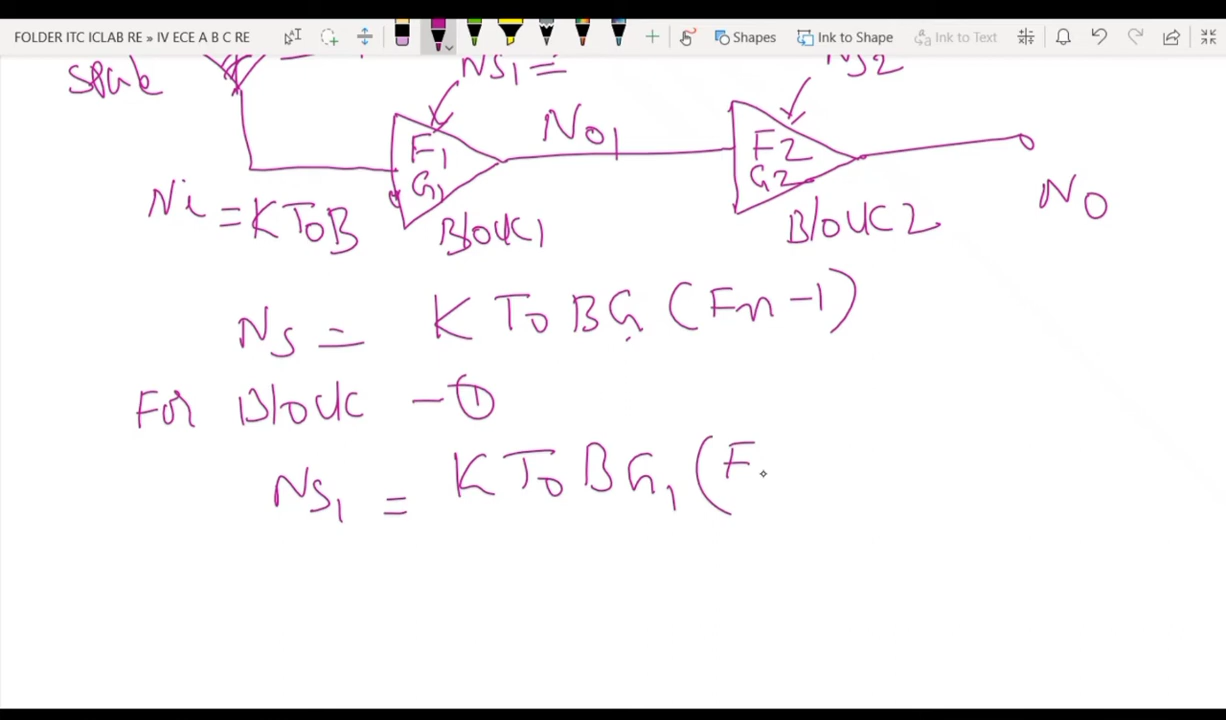 FOLDER ITC ICLAB RE » IV ECE A B C RE
Shapes
Ink to Shape
Ink to Text
NS1 =
NS2
F1
G1
NO1
F2
G2
Ni = KToB
Block1
Block2
NO
NS = KToBG (Fn-1)
For Block - ①
NS1 = KToBG1 (F